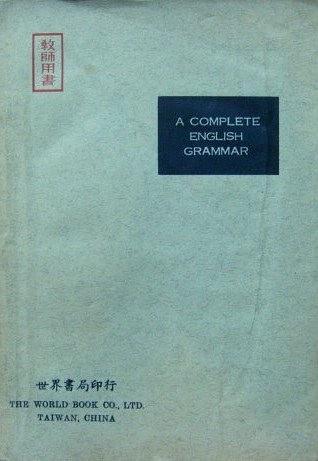 教師用書
A COMPLETE
ENGLISH
GRAMMAR
世界書局印行
THE WORLD BOOK CO., LTD.
TAIWAN, CHINA